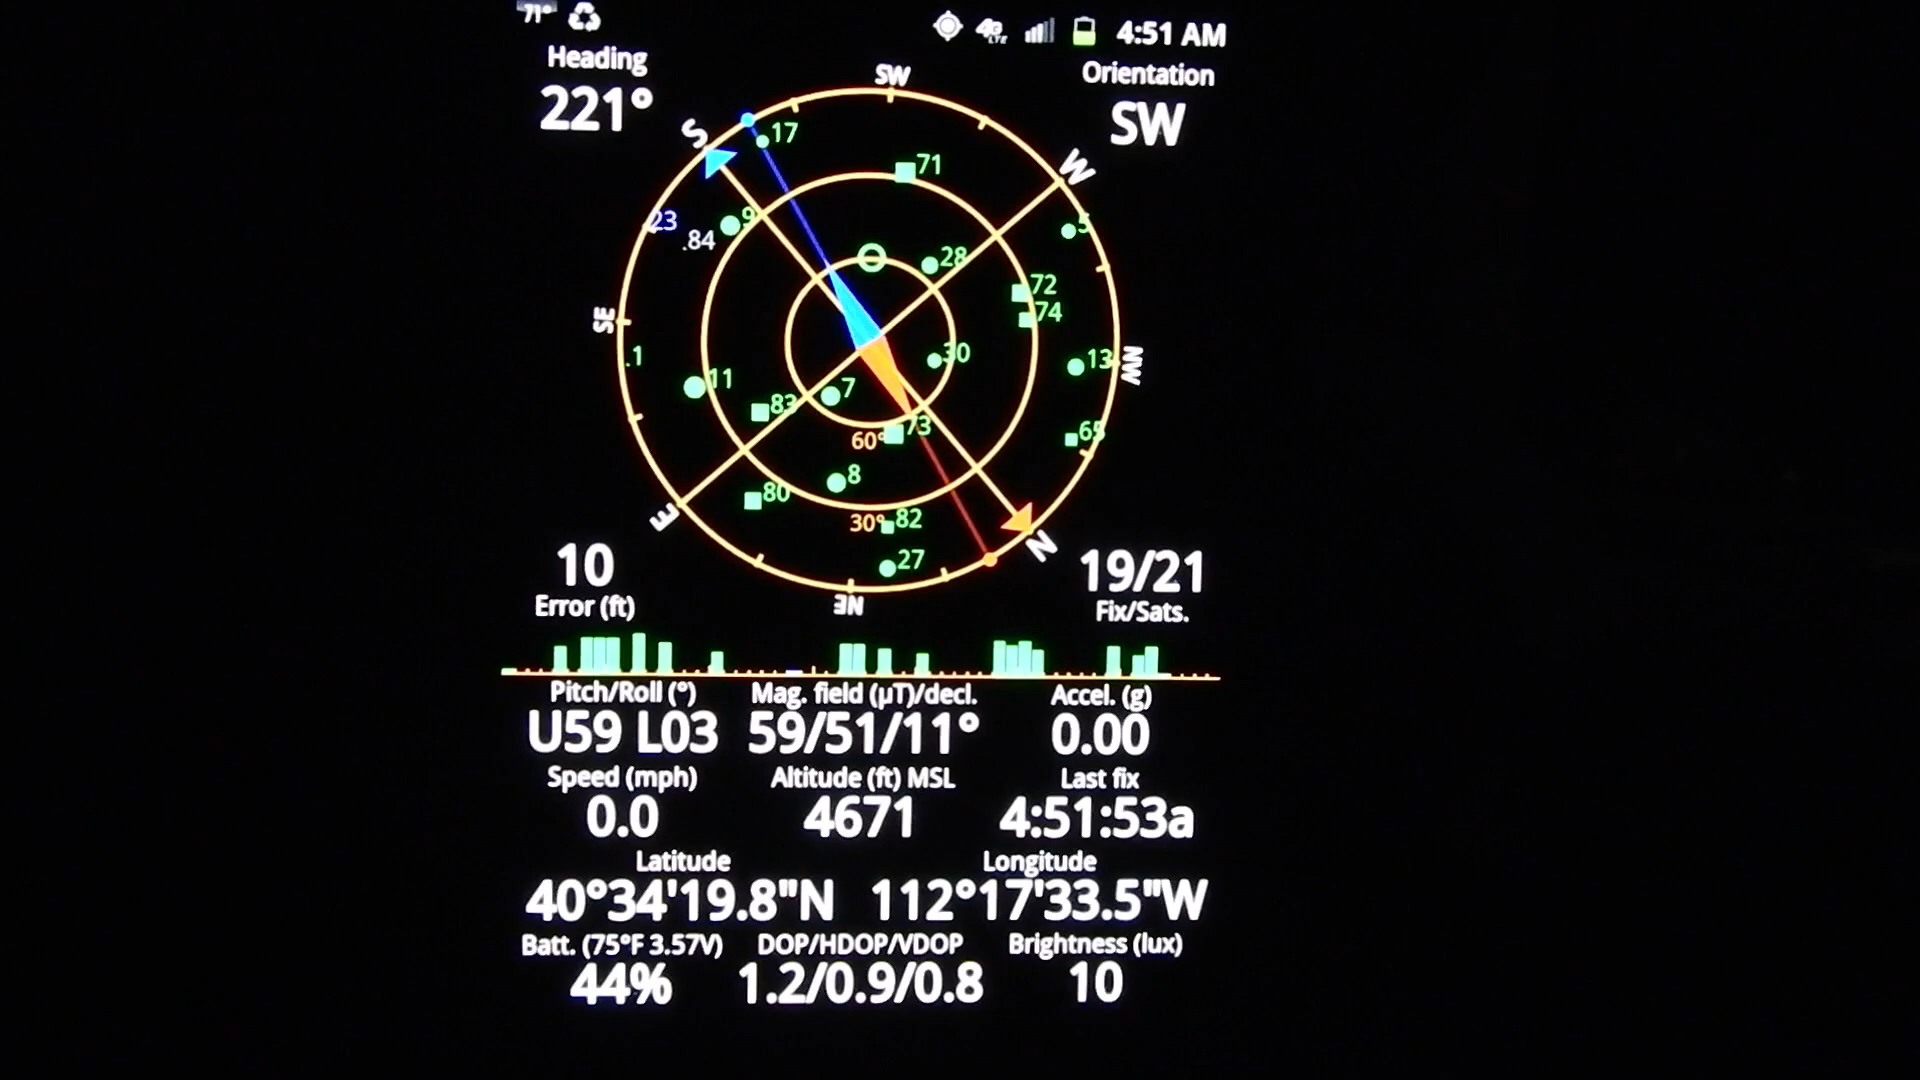 71° 4G LTE 4:51 AM
Heading
221°
Orientation
SW
SW
S
W
17
71
23
9
.84
5
28
72
74
SE
.1
30
13
NW
11
7
83
73
65
60°
8
80
30°
82
E
27
N
NE
10
Error (ft)
19/21
Fix/Sats.
Pitch/Roll (°) Mag. field (µT)/decl. Accel. (g)
U59 L03 59/51/11° 0.00
Speed (mph) Altitude (ft) MSL Last fix
0.0 4671 4:51:53a
Latitude Longitude
40°34'19.8"N 112°17'33.5"W
Batt. (75°F 3.57V) DOP/HDOP/VDOP Brightness (lux)
44% 1.2/0.9/0.8 10